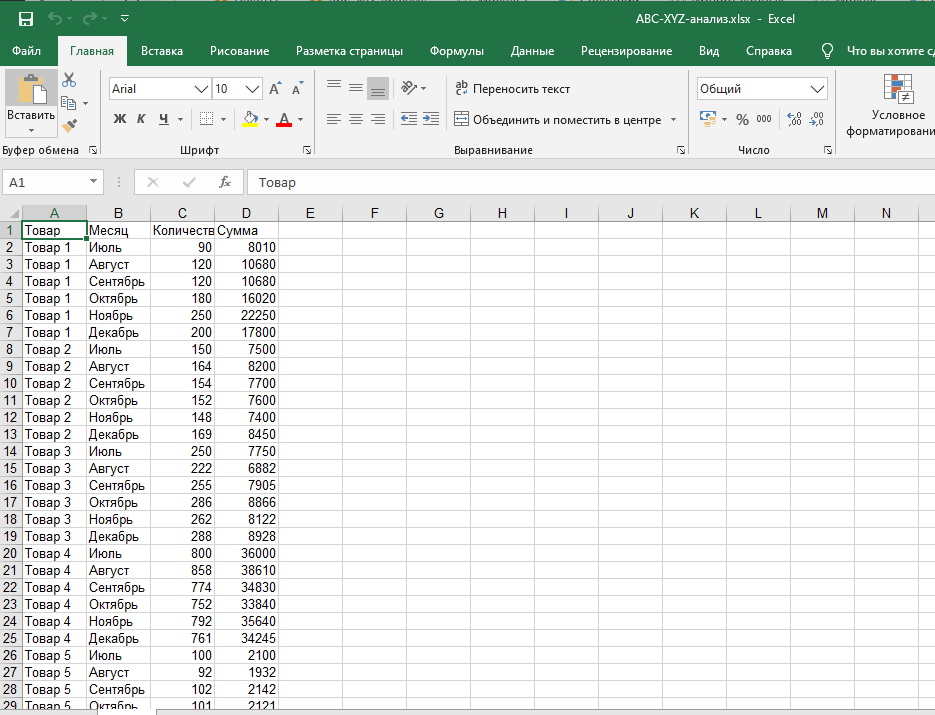 ABC-XYZ-анализ.xlsx - Excel
Файл Главная Вставка Рисование Разметка страницы Формулы Данные Рецензирование Вид Справка Что вы хотите сд
Вставить
Буфер обмена
Arial 10
Ж К Ч
Шрифт
Переносить текст
Объединить и поместить в центре
Выравнивание
Общий
% 000
Число
Условное
форматировани
A1 fx Товар
A B C D E F G H I J K L M N
1 Товар Месяц Количеств Сумма
2 Товар 1 Июль 90 8010
3 Товар 1 Август 120 10680
4 Товар 1 Сентябрь 120 10680
5 Товар 1 Октябрь 180 16020
6 Товар 1 Ноябрь 250 22250
7 Товар 1 Декабрь 200 17800
8 Товар 2 Июль 150 7500
9 Товар 2 Август 164 8200
10 Товар 2 Сентябрь 154 7700
11 Товар 2 Октябрь 152 7600
12 Товар 2 Ноябрь 148 7400
13 Товар 2 Декабрь 169 8450
14 Товар 3 Июль 250 7750
15 Товар 3 Август 222 6882
16 Товар 3 Сентябрь 255 7905
17 Товар 3 Октябрь 286 8866
18 Товар 3 Ноябрь 262 8122
19 Товар 3 Декабрь 288 8928
20 Товар 4 Июль 800 36000
21 Товар 4 Август 858 38610
22 Товар 4 Сентябрь 774 34830
23 Товар 4 Октябрь 752 33840
24 Товар 4 Ноябрь 792 35640
25 Товар 4 Декабрь 761 34245
26 Товар 5 Июль 100 2100
27 Товар 5 Август 92 1932
28 Товар 5 Сентябрь 102 2142
29 Товар 5 Октябрь 101 2121